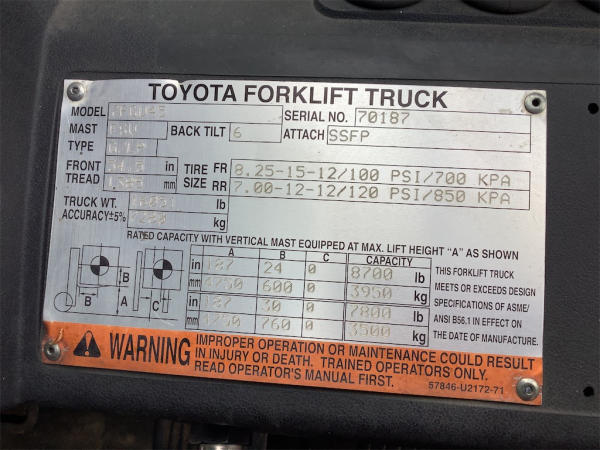 TOYOTA FORKLIFT TRUCK
MODEL SERIAL NO. 70187
MAST FSV BACK TILT 6 ATTACH SSFP
TYPE
FRONT in TIRE FR 8.25-15-12/100 PSI/700 KPA
TREAD mm SIZE RR 7.00-12-12/120 PSI/850 KPA
TRUCK WT. lb
ACCURACY±5% kg
RATED CAPACITY WITH VERTICAL MAST EQUIPPED AT MAX. LIFT HEIGHT "A" AS SHOWN
A B C CAPACITY
in 187 24 0 8700 lb THIS FORKLIFT TRUCK
mm 4750 600 0 3950 kg MEETS OR EXCEEDS DESIGN
in 187 30 0 7800 lb SPECIFICATIONS OF ASME/
mm 4750 760 0 3500 kg ANSI B56.1 IN EFFECT ON
THE DATE OF MANUFACTURE.
B B A C
WARNING IMPROPER OPERATION OR MAINTENANCE COULD RESULT
IN INJURY OR DEATH. TRAINED OPERATORS ONLY.
READ OPERATOR'S MANUAL FIRST.
57846-U2172-71